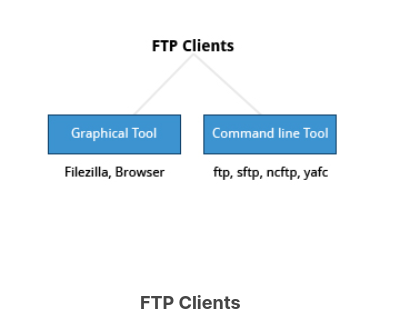 FTP Clients
Graphical Tool
Command line Tool
Filezilla, Browser
ftp, sftp, ncftp, yafc
FTP Clients